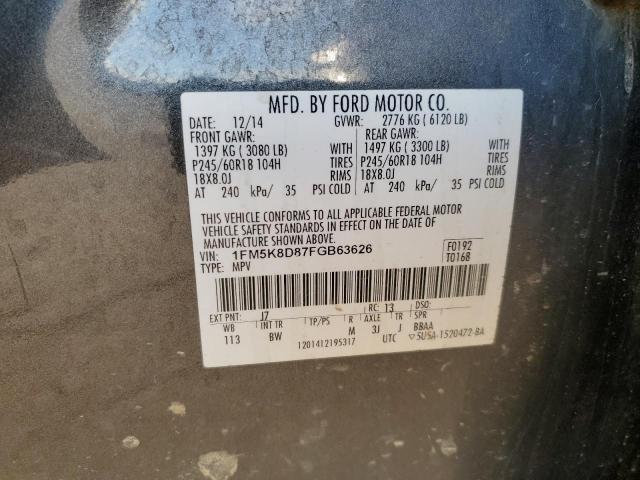 MFD. BY FORD MOTOR CO.
DATE: 12/14 GVWR: 2776 KG ( 6120 LB)
FRONT GAWR: REAR GAWR:
1397 KG ( 3080 LB) WITH 1497 KG ( 3300 LB) WITH
P245/60R18 104H TIRES P245/60R18 104H TIRES
18X8.0J RIMS 18X8.0J RIMS
AT 240 kPa/ 35 PSI COLD AT 240 kPa/ 35 PSI COLD
THIS VEHICLE CONFORMS TO ALL APPLICABLE FEDERAL MOTOR
VEHICLE SAFETY STANDARDS IN EFFECT ON THE DATE OF
MANUFACTURE SHOWN ABOVE.
VIN: 1FM5K8D87FGB63626 F0192
TYPE: MPV T0168
EXT PNT: J7 RC: 13 DSO:
WB INT TR TP/PS R AXLE TR SPR
113 BW M 3J J BBAA
1201412195317 UTC ▽5U5A-1520472-BA